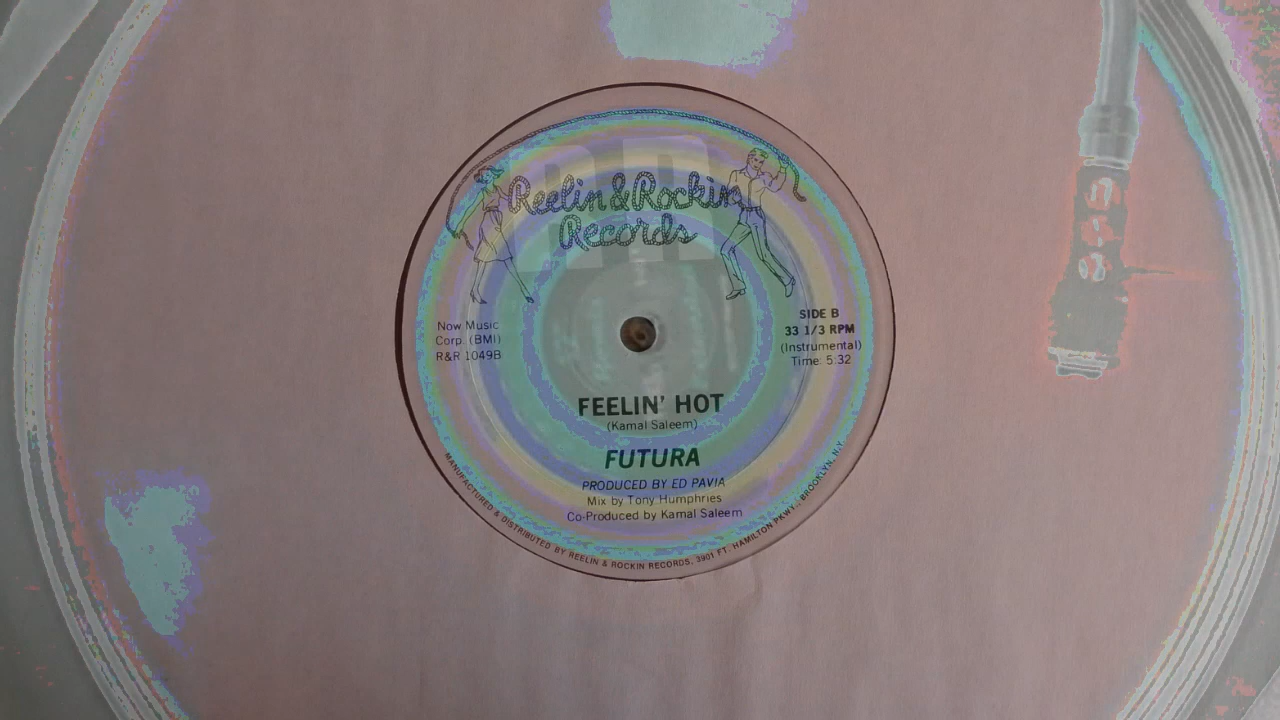 Reelin & Rockin
Records
Now Music
Corp. (BMI)
R&R 1049B
SIDE B
33 1/3 RPM
(Instrumental)
Time: 5:32
FEELIN' HOT
(Kamal Saleem)
FUTURA
PRODUCED BY ED PAVIA
Mix by Tony Humphries
Co-Produced by Kamal Saleem
MANUFACTURED & DISTRIBUTED BY REELIN & ROCKIN RECORDS, 3901 FT. HAMILTON PKWY., BROOKLYN, N.Y.